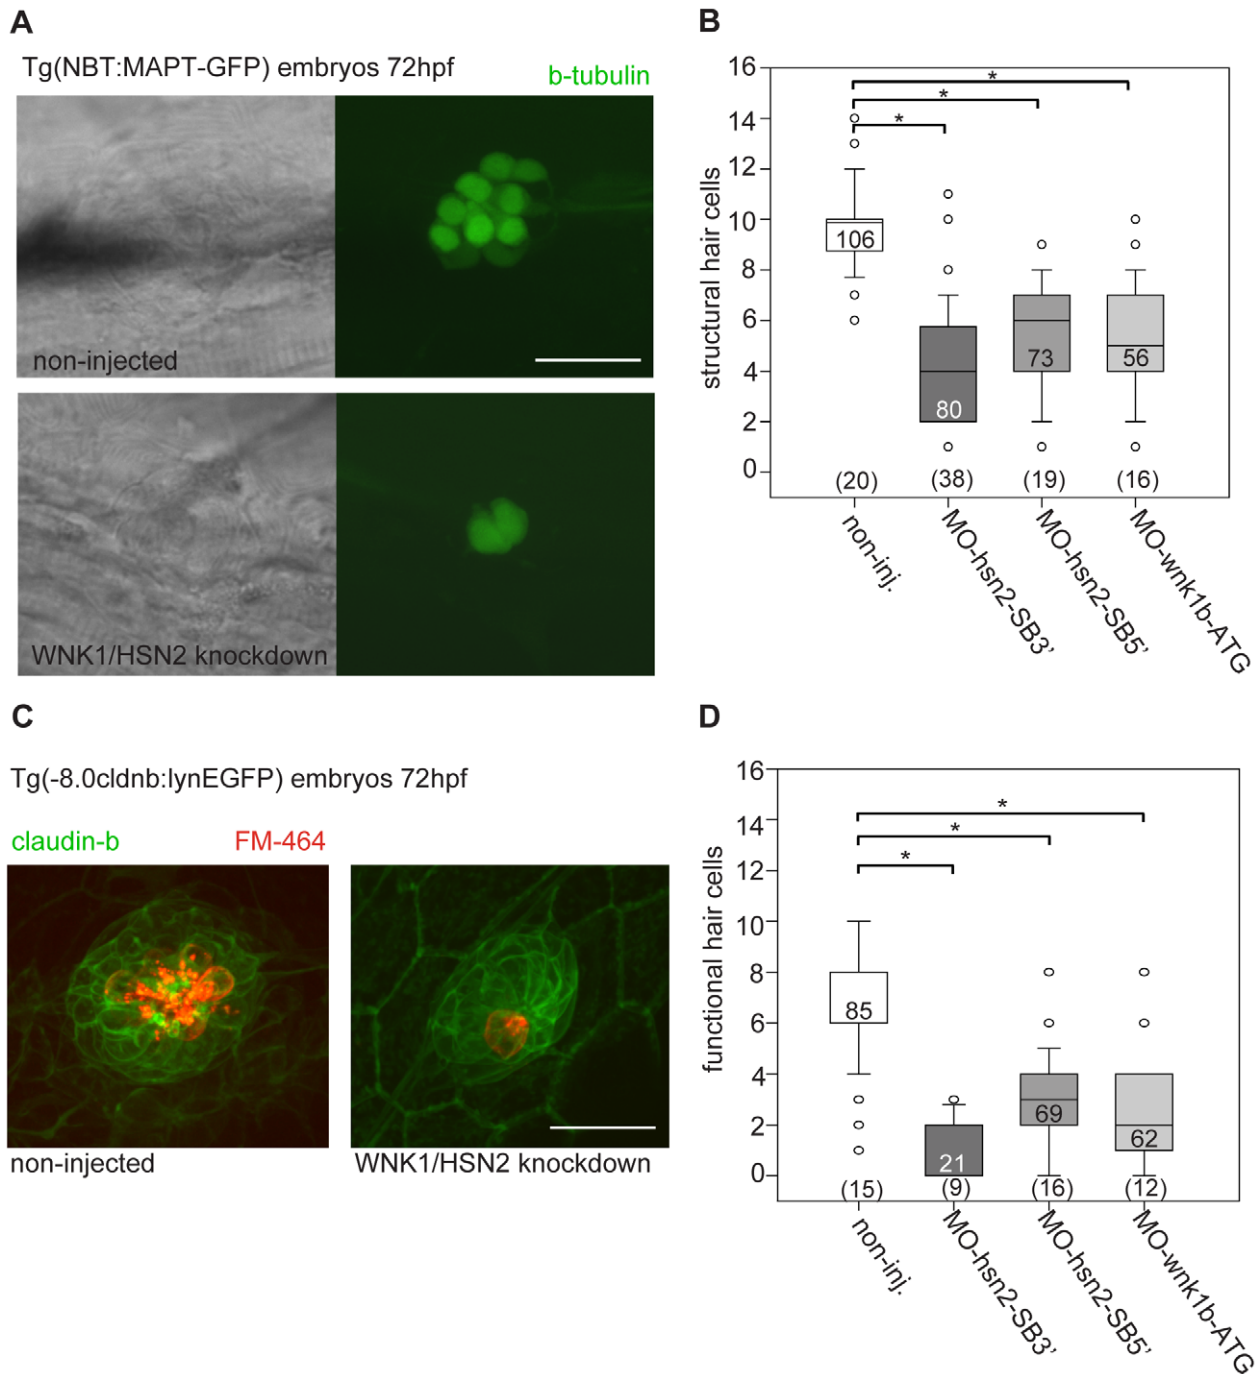 A
Tg(NBT:MAPT-GFP) embryos 72hpf
b-tubulin
non-injected
WNK1/HSN2 knockdown
B
structural hair cells
16
14
12
10
8
6
4
2
0
*
*
*
106
80
73
56
(20)
(38)
(19)
(16)
non-inj.
MO-hsn2-SB3'
MO-hsn2-SB5'
MO-wnk1b-ATG
C
Tg(-8.0cldnb:lynEGFP) embryos 72hpf
claudin-b
FM-464
non-injected
WNK1/HSN2 knockdown
D
functional hair cells
16
14
12
10
8
6
4
2
0
*
*
*
85
21
69
62
(15)
(9)
(16)
(12)
non-inj.
MO-hsn2-SB3'
MO-hsn2-SB5'
MO-wnk1b-ATG